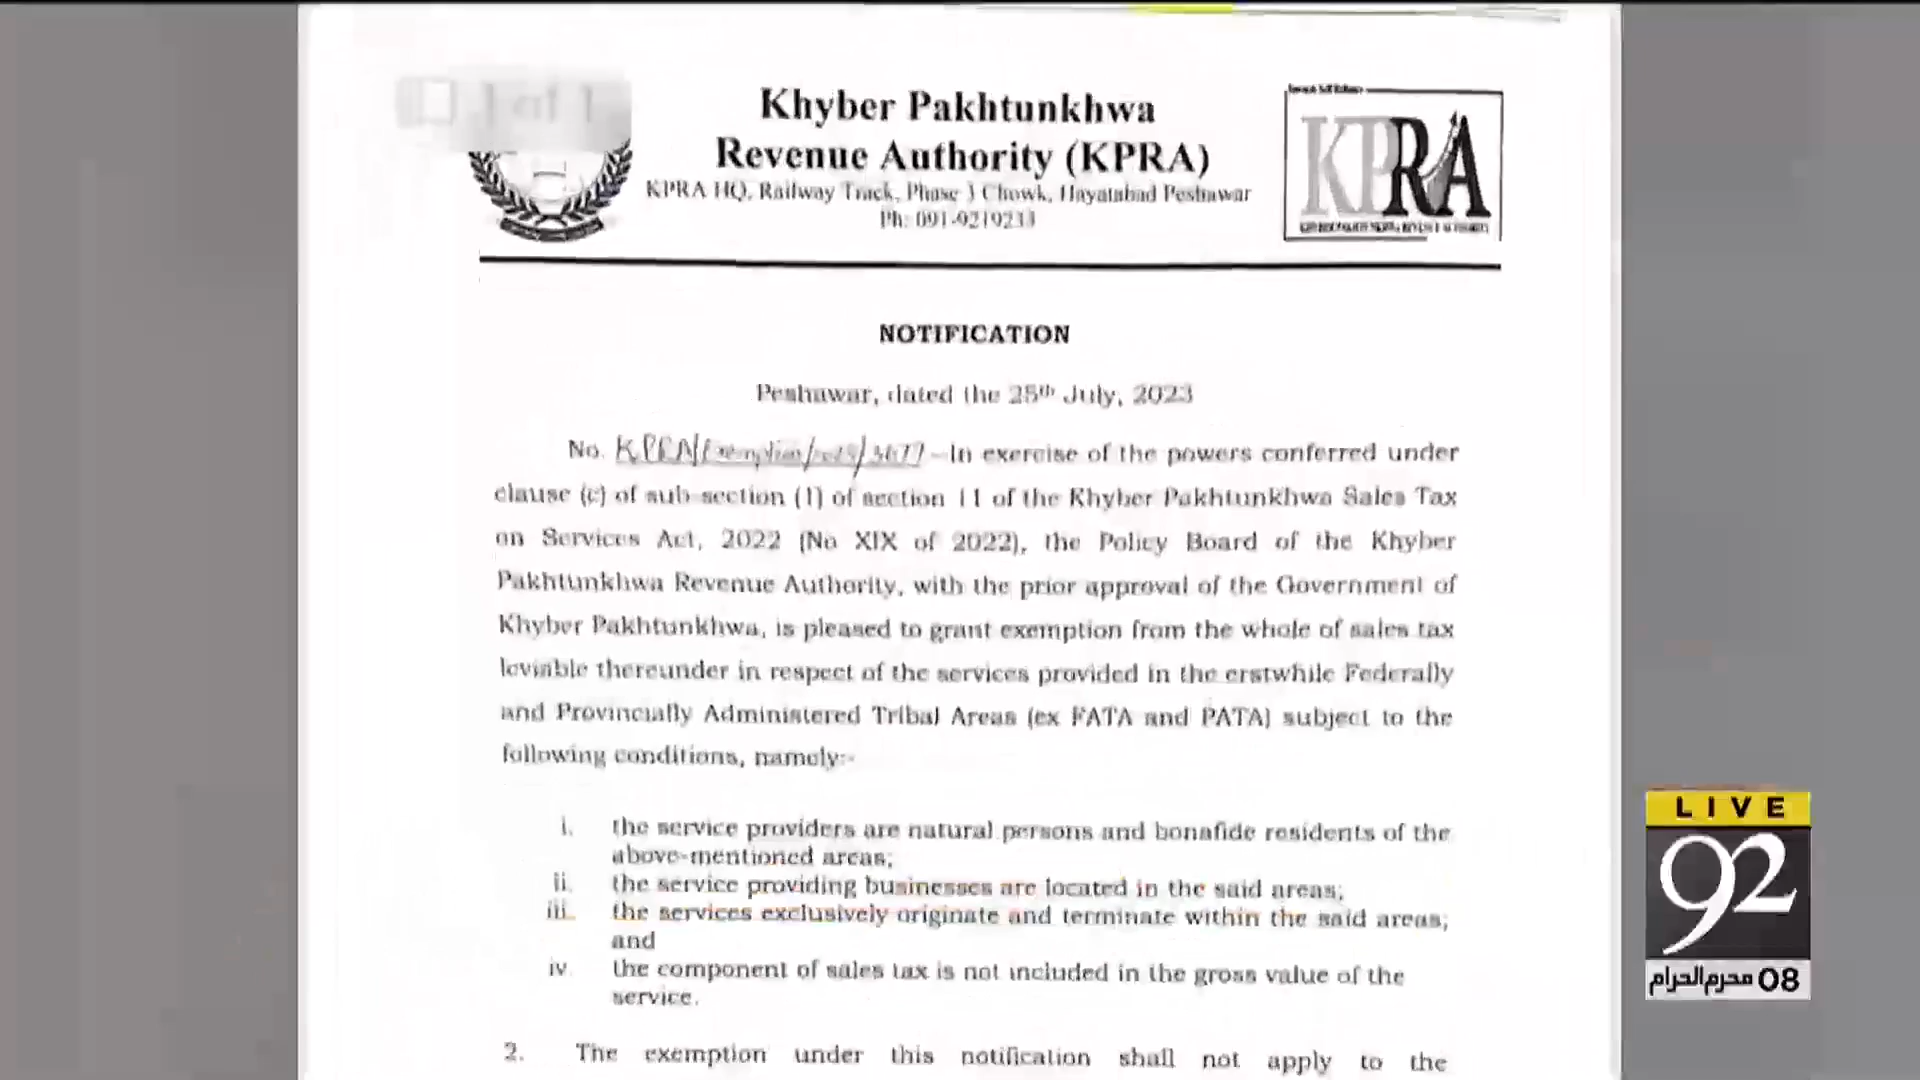 Khyber Pakhtunkhwa
Revenue Authority (KPRA)
KPRA HQ, Railway Track, Phase 3 Chowk, Hayatabad Peshawar
Ph: 091-9219233
KPRA
NOTIFICATION
Peshawar, dated the 25th July, 2023
No. KPRA/Exemption/ -In exercise of the powers conferred under
clause (c) of sub section (1) of section 11 of the Khyber Pakhtunkhwa Sales Tax
on Services Act, 2022 (No XIX of 2022), the Policy Board of the Khyber
Pakhtunkhwa Revenue Authority, with the prior approval of the Government of
Khyber Pakhtunkhwa, is pleased to grant exemption from the whole of sales tax
leviable thereunder in respect of the services provided in the erstwhile Federally
and Provincially Administered Tribal Areas (ex FATA and PATA) subject to the
following conditions, namely:-
i. the service providers are natural persons and bonafide residents of the
above-mentioned areas;
ii. the service providing businesses are located in the said areas;
iii. the services exclusively originate and terminate within the said areas;
and
iv. the component of sales tax is not included in the gross value of the
service.
2. The exemption under this notification shall not apply to the
LIVE
92
08 محرم الحرام